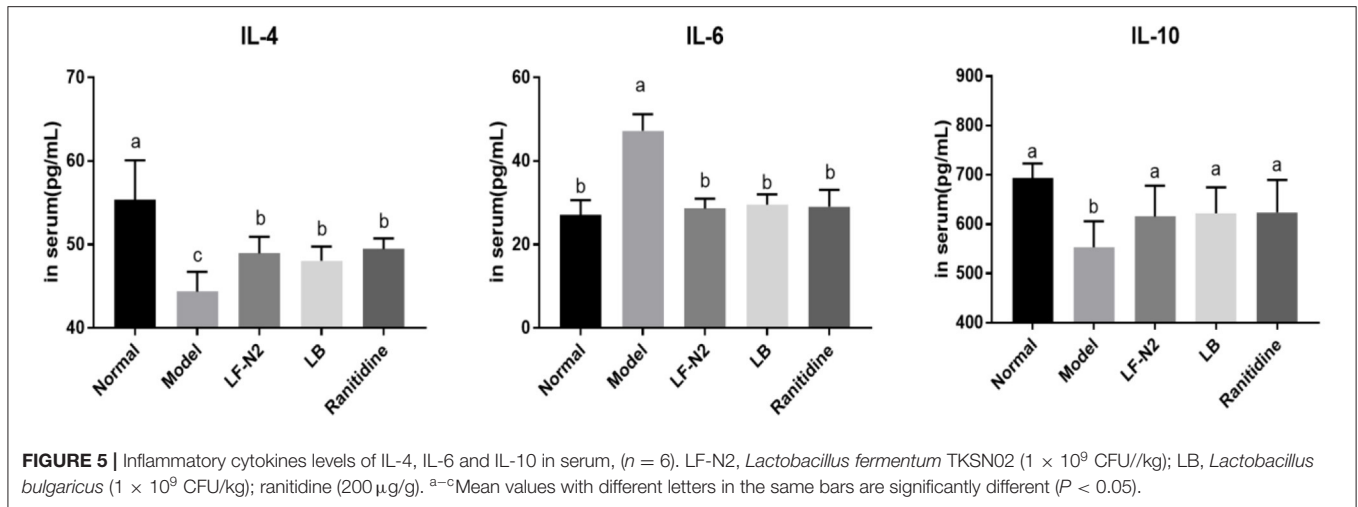 IL-4
in serum(pg/mL)
70
60
50
40
a
c
b
b
b
Normal
Model
LF-N2
LB
Ranitidine
IL-6
in serum(pg/mL)
60
40
20
0
b
a
b
b
b
Normal
Model
LF-N2
LB
Ranitidine
IL-10
in serum(pg/mL)
900
800
700
600
500
400
a
b
a
a
a
Normal
Model
LF-N2
LB
Ranitidine
FIGURE 5 | Inflammatory cytokines levels of IL-4, IL-6 and IL-10 in serum, (n = 6). LF-N2, Lactobacillus fermentum TKSN02 (1 × 10⁹ CFU//kg); LB, Lactobacillus
bulgaricus (1 × 10⁹ CFU/kg); ranitidine (200 μg/g). ᵃ⁻ᶜMean values with different letters in the same bars are significantly different (P < 0.05).